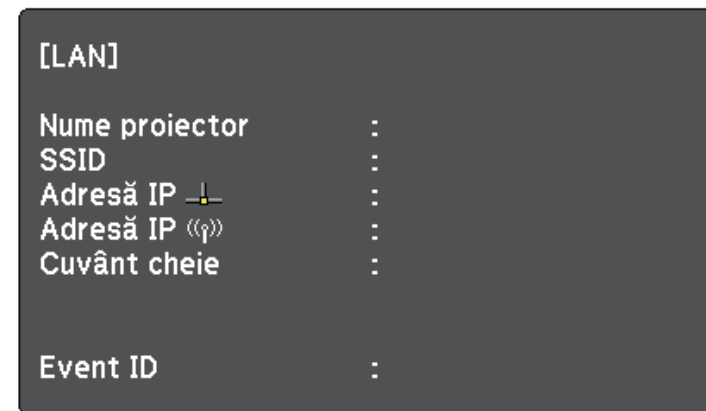 [LAN]
Nume proiector :
SSID :
Adresă IP :
Adresă IP :
Cuvânt cheie :
Event ID :